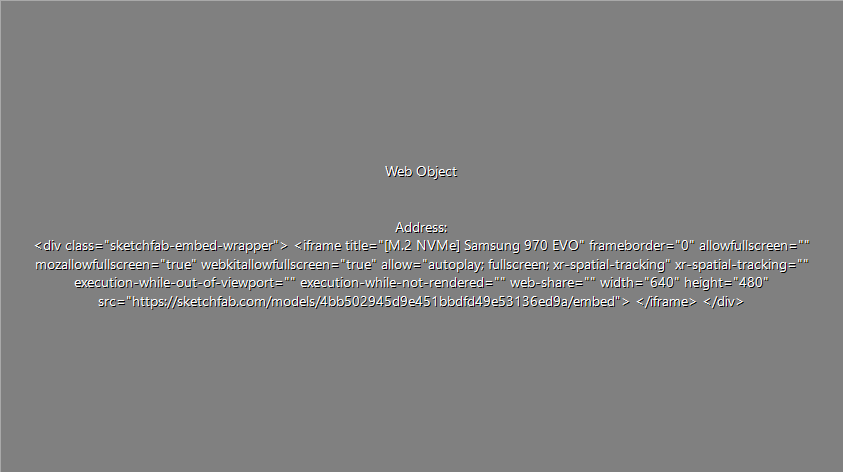 Web Object
Address:
<div class="sketchfab-embed-wrapper"> <iframe title="[M.2 NVMe] Samsung 970 EVO" frameborder="0" allowfullscreen=""
mozallowfullscreen="true" webkitallowfullscreen="true" allow="autoplay; fullscreen; xr-spatial-tracking" xr-spatial-tracking=""
execution-while-out-of-viewport="" execution-while-not-rendered="" web-share="" width="640" height="480"
src="https://sketchfab.com/models/4bb502945d9e451bbdfd49e53136ed9a/embed"> </iframe> </div>